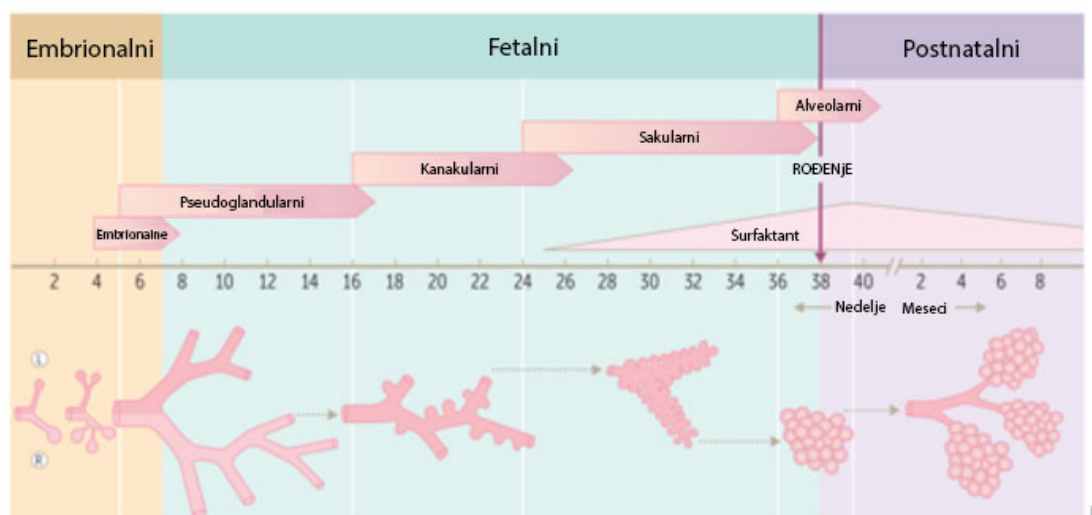 Embrionalni Fetalni Postnatalni
Alveolarni
Sakularni
Kanakularni
ROĐENjE
Pseudoglandularni
Embrionalne
Surfaktant
2 4 6 8 10 12 14 16 18 20 22 24 26 28 30 32 34 36 38 40 2 4 6 8
Nedelje Meseci
L
R